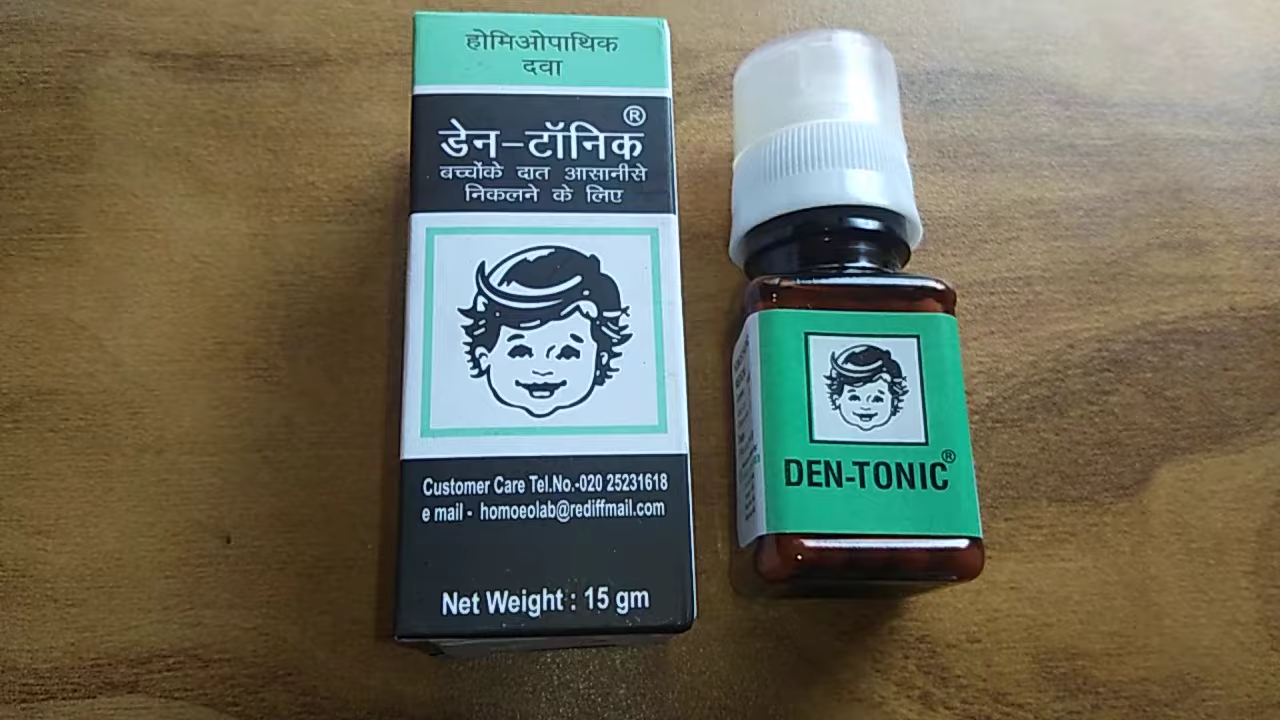 होमिओपाथिक
दवा
®
डेन-टॉनिक
बच्चोंके दात आसानीसे
निकलने के लिए
Customer Care Tel.No.-020 25231618
e mail - homoeolab@rediffmail.com
Net Weight : 15 gm
DEN-TONIC®